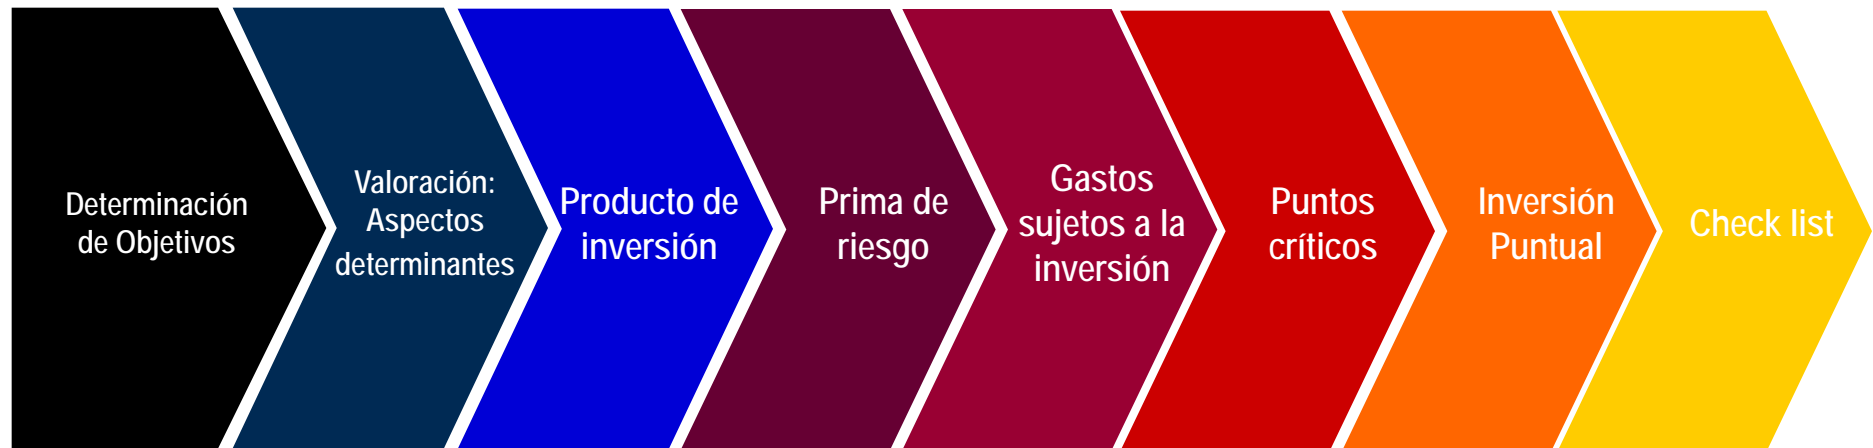 Determinación
de Objetivos
Valoración:
Aspectos
determinantes
Producto de
inversión
Prima de
riesgo
Gastos
sujetos a la
inversión
Puntos
críticos
Inversión
Puntual
Check list